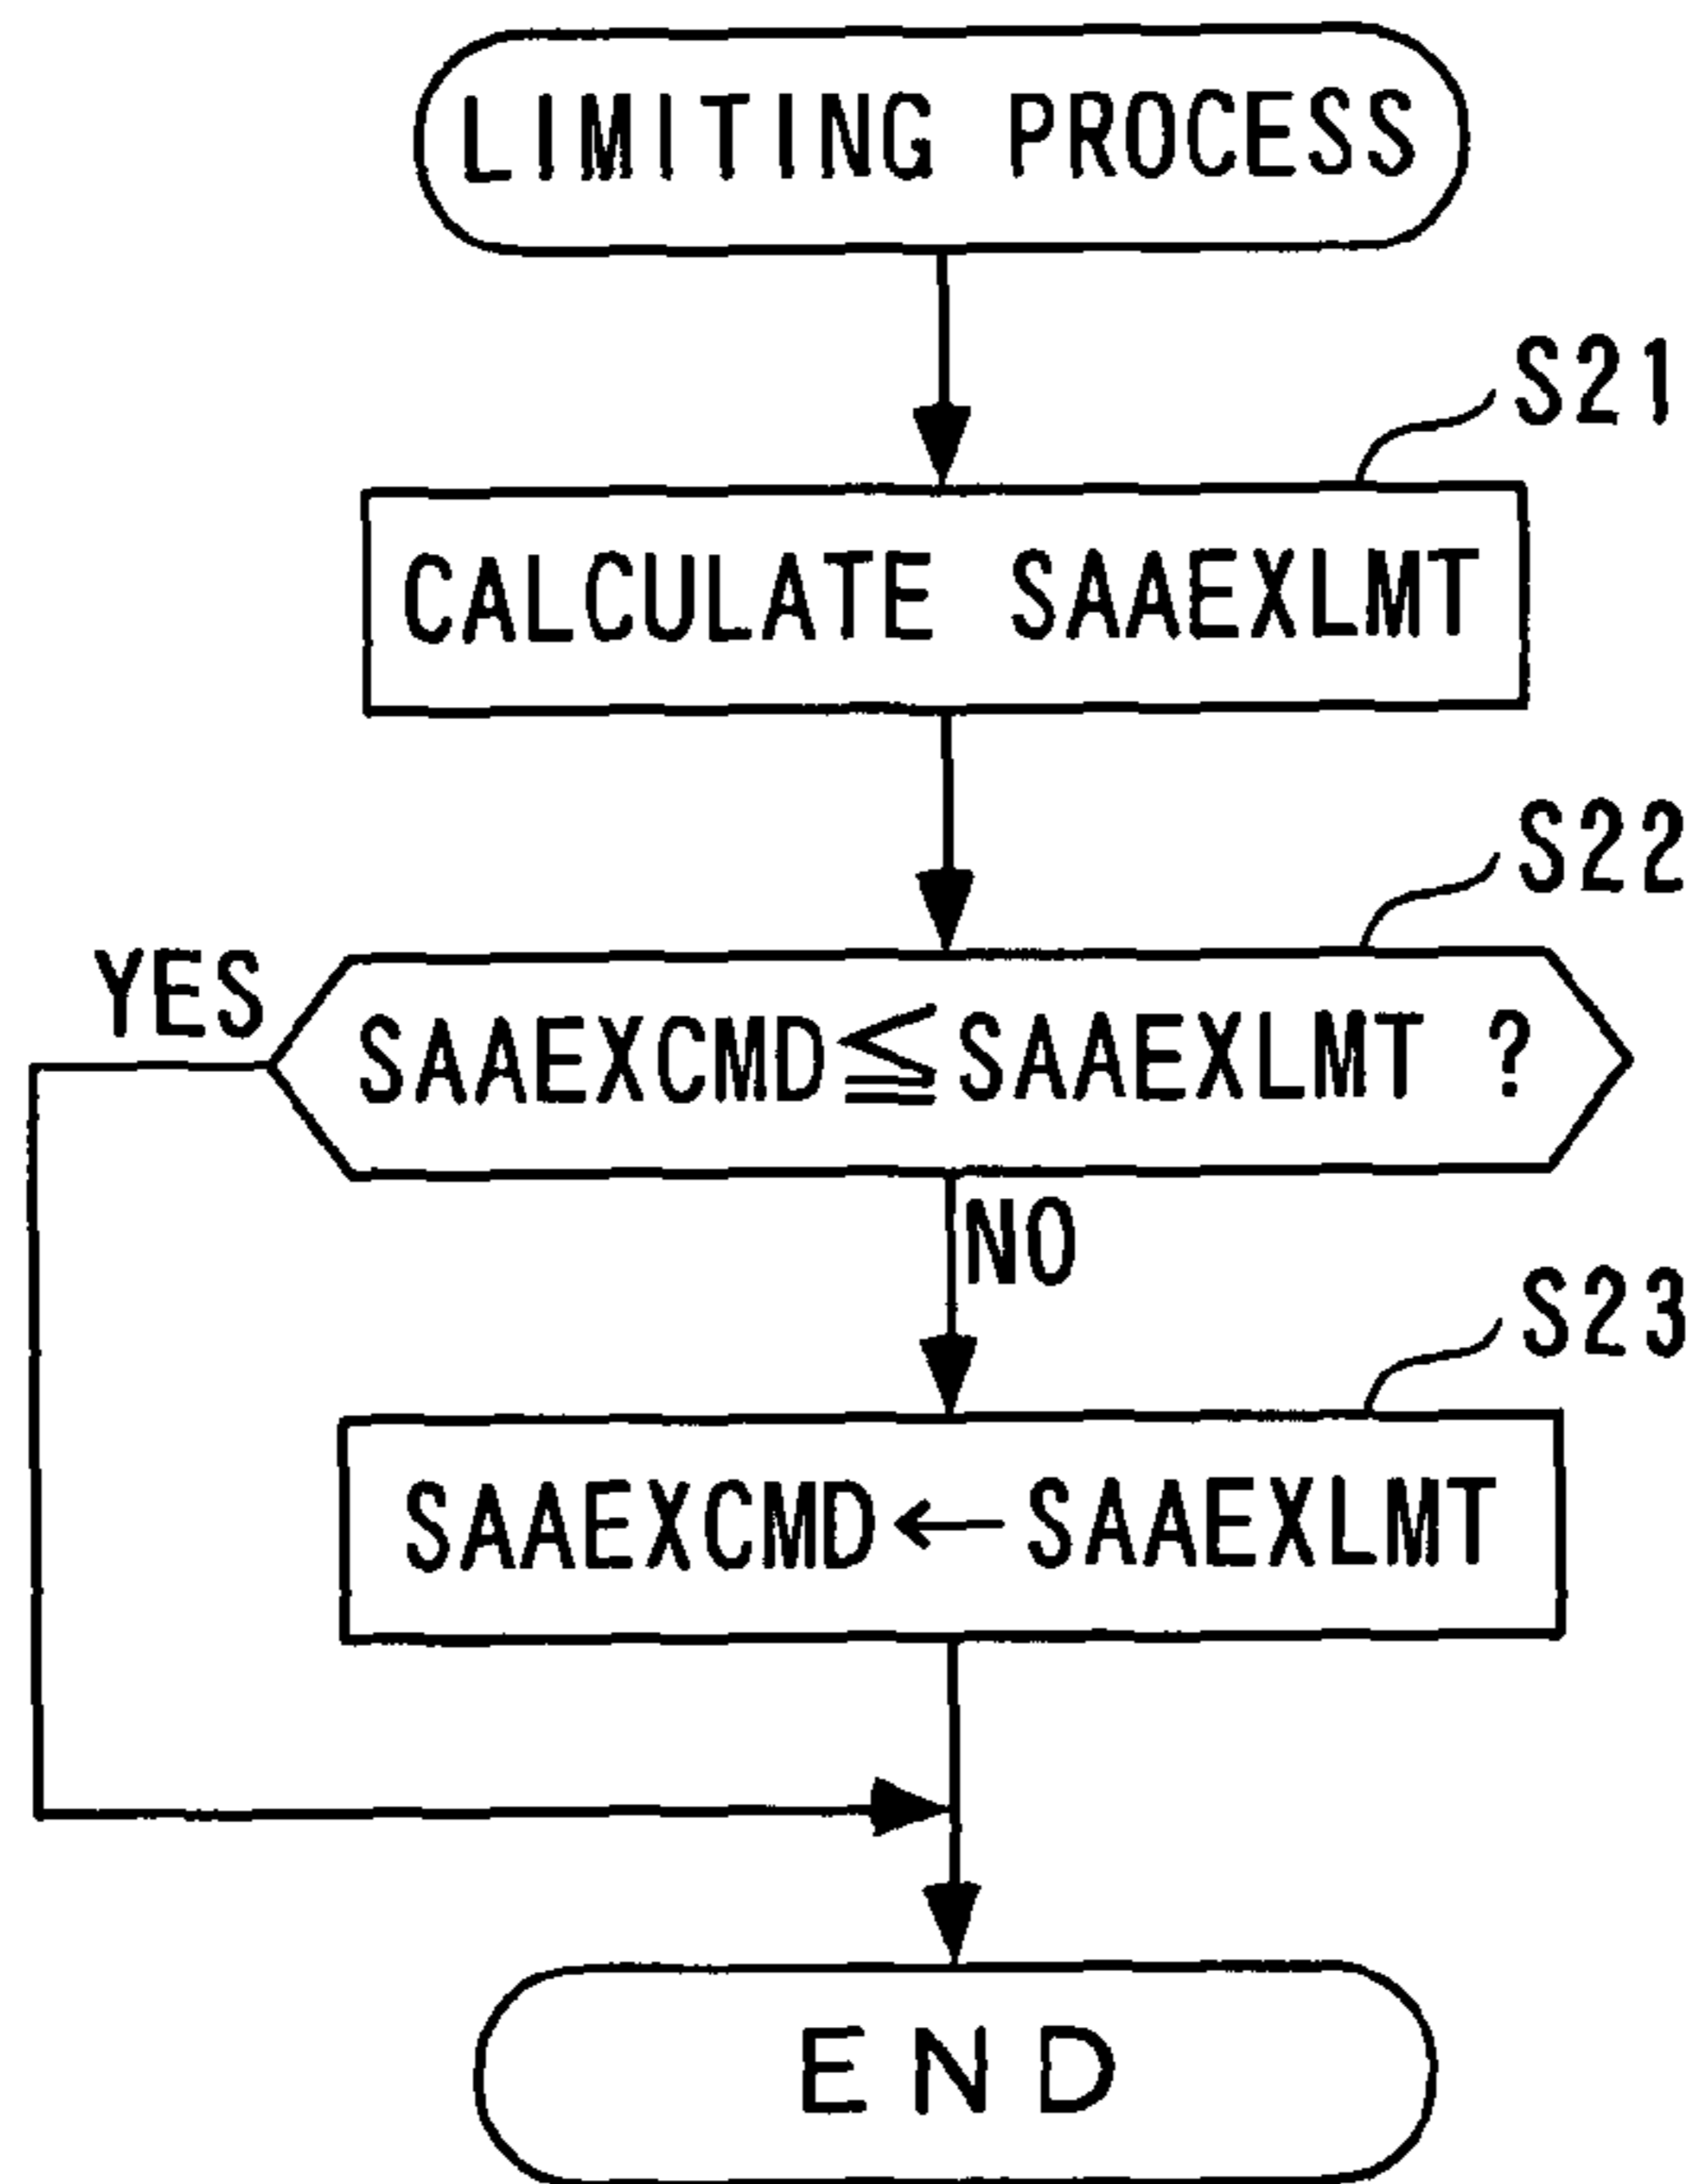 LIMITING PROCESS
S21
CALCULATE SAAEXLMT
S22
YES
SAAEXCMD≦SAAEXLMT ?
NO
S23
SAAEXCMD← SAAEXLMT
END